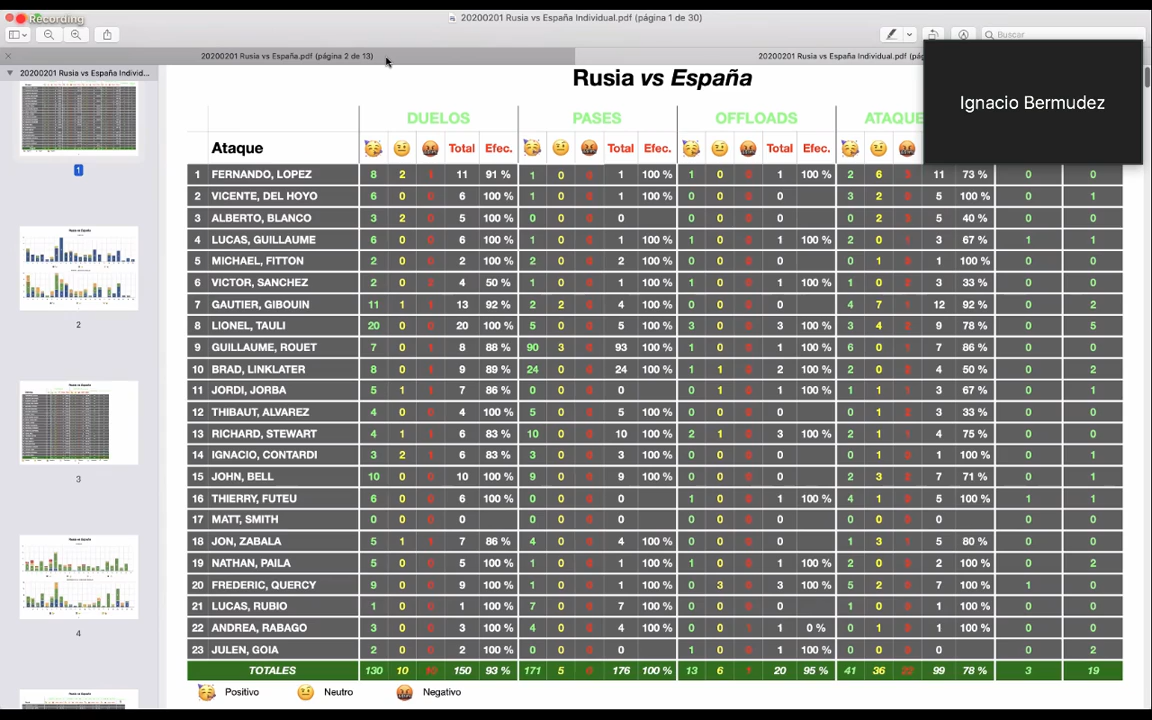 Recording
20200201 Rusia vs España Individual.pdf (página 1 de 30)
Buscar
20200201 Rusia vs España.pdf (página 2 de 13)
20200201 Rusia vs España Individual.pdf (pág
20200201 Rusia vs España Individ...
Ignacio Bermudez
1
2
3
4
Rusia vs España
DUELOS PASES OFFLOADS ATAQUE
Ataque Total Efec. Total Efec. Total Efec.
1 FERNANDO, LOPEZ 8 2 1 11 91 % 1 0 0 1 100 % 1 0 0 1 100 % 2 6 3 11 73 % 0 0
2 VICENTE, DEL HOYO 6 0 0 6 100 % 1 0 0 1 100 % 0 0 0 0 3 2 0 5 100 % 0 1
3 ALBERTO, BLANCO 3 2 0 5 100 % 0 0 0 0 0 0 0 0 0 2 3 5 40 % 0 0
4 LUCAS, GUILLAUME 6 0 0 6 100 % 1 0 0 1 100 % 1 0 0 1 100 % 2 0 1 3 67 % 1 1
5 MICHAEL, FITTON 2 0 0 2 100 % 2 0 0 2 100 % 0 0 0 0 0 1 0 1 100 % 0 0
6 VICTOR, SANCHEZ 2 0 2 4 50 % 1 0 0 1 100 % 1 0 0 1 100 % 1 0 2 3 33 % 0 0
7 GAUTIER, GIBOUIN 11 1 1 13 92 % 2 2 0 4 100 % 0 0 0 0 4 7 1 12 92 % 0 2
8 LIONEL, TAULI 20 0 0 20 100 % 5 0 0 5 100 % 3 0 0 3 100 % 3 4 2 9 78 % 0 5
9 GUILLAUME, ROUET 7 0 1 8 88 % 90 3 0 93 100 % 1 0 0 1 100 % 6 0 1 7 86 % 0 0
10 BRAD, LINKLATER 8 0 1 9 89 % 24 0 0 24 100 % 1 1 0 2 100 % 2 0 2 4 50 % 0 2
11 JORDI, JORBA 5 1 1 7 86 % 0 0 0 0 0 1 0 1 100 % 1 1 1 3 67 % 0 1
12 THIBAUT, ALVAREZ 4 0 0 4 100 % 5 0 0 5 100 % 0 0 0 0 0 1 2 3 33 % 0 0
13 RICHARD, STEWART 4 1 1 6 83 % 10 0 0 10 100 % 2 1 0 3 100 % 2 1 1 4 75 % 0 0
14 IGNACIO, CONTARDI 3 2 1 6 83 % 3 0 0 3 100 % 0 0 0 0 0 1 0 1 100 % 0 1
15 JOHN, BELL 10 0 0 10 100 % 9 0 0 9 100 % 0 0 0 0 2 3 2 7 71 % 0 1
16 THIERRY, FUTEU 6 0 0 6 100 % 0 0 0 0 1 0 0 1 100 % 4 1 0 5 100 % 1 1
17 MATT, SMITH 0 0 0 0 0 0 0 0 0 0 0 0 0 0 0 0 0 0
18 JON, ZABALA 5 1 1 7 86 % 4 0 0 4 100 % 0 0 0 0 1 3 1 5 80 % 0 0
19 NATHAN, PAILA 5 0 0 5 100 % 1 0 0 1 100 % 1 0 0 1 100 % 2 0 0 2 100 % 0 2
20 FREDERIC, QUERCY 9 0 0 9 100 % 1 0 0 1 100 % 0 3 0 3 100 % 5 2 0 7 100 % 1 0
21 LUCAS, RUBIO 1 0 0 1 100 % 7 0 0 7 100 % 0 0 0 0 1 0 0 1 100 % 0 0
22 ANDREA, RABAGO 3 0 0 3 100 % 4 0 0 4 100 % 0 0 1 1 0 % 0 1 0 1 100 % 0 0
23 JULEN, GOIA 2 0 0 2 100 % 0 0 0 0 1 0 0 1 100 % 0 0 0 0 0 2
TOTALES 130 10 10 150 93 % 171 5 0 176 100 % 13 6 1 20 95 % 41 36 22 99 78 % 3 19
Positivo Neutro Negativo